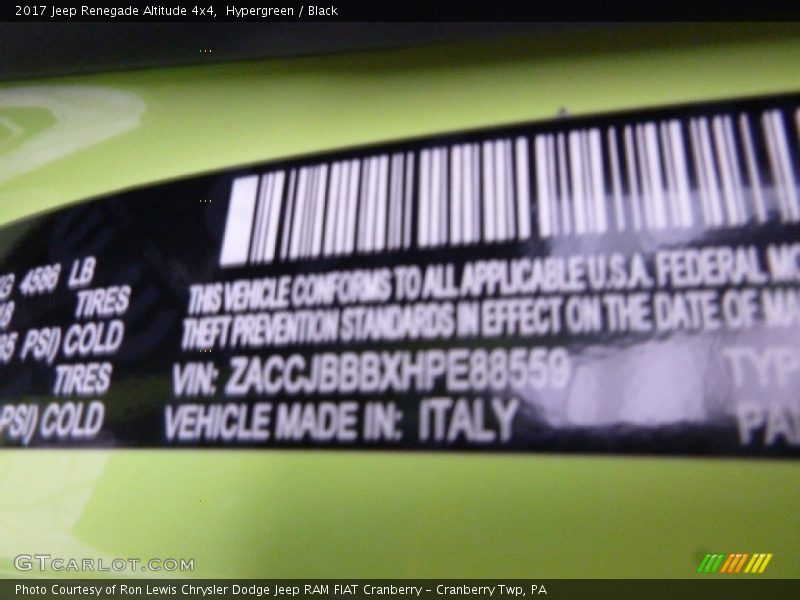 2017 Jeep Renegade Altitude 4x4, Hypergreen / Black
4586 LB
TIRES
PSI) COLD
TIRES
PSI) COLD
THIS VEHICLE CONFORMS TO ALL APPLICABLE U.S.A. FEDERAL
THEFT PREVENTION STANDARDS IN EFFECT ON THE DATE OF
VIN: ZACCJBBBXHPE88559
VEHICLE MADE IN: ITALY
GTCARLOT.COM
Photo Courtesy of Ron Lewis Chrysler Dodge Jeep RAM FIAT Cranberry - Cranberry Twp, PA